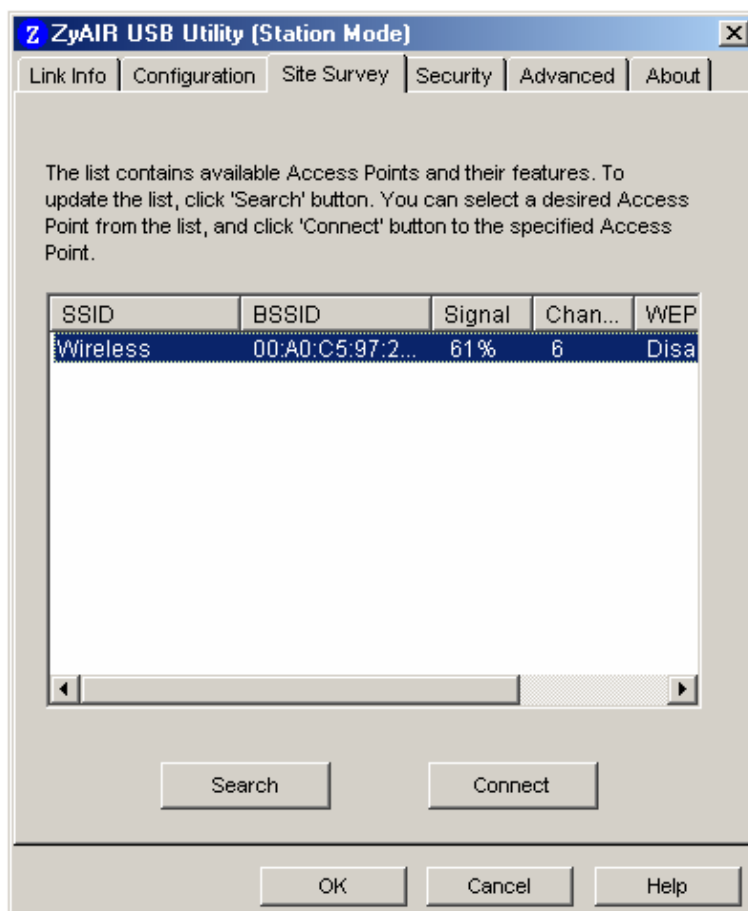 Z ZyAIR USB Utility (Station Mode)
Link Info Configuration Site Survey Security Advanced About
The list contains available Access Points and their features. To
update the list, click 'Search' button. You can select a desired Access
Point from the list, and click 'Connect' button to the specified Access
Point.
SSID BSSID Signal Chan... WEP
Wireless 00:A0:C5:97:2... 61% 6 Disa
Search Connect
OK Cancel Help